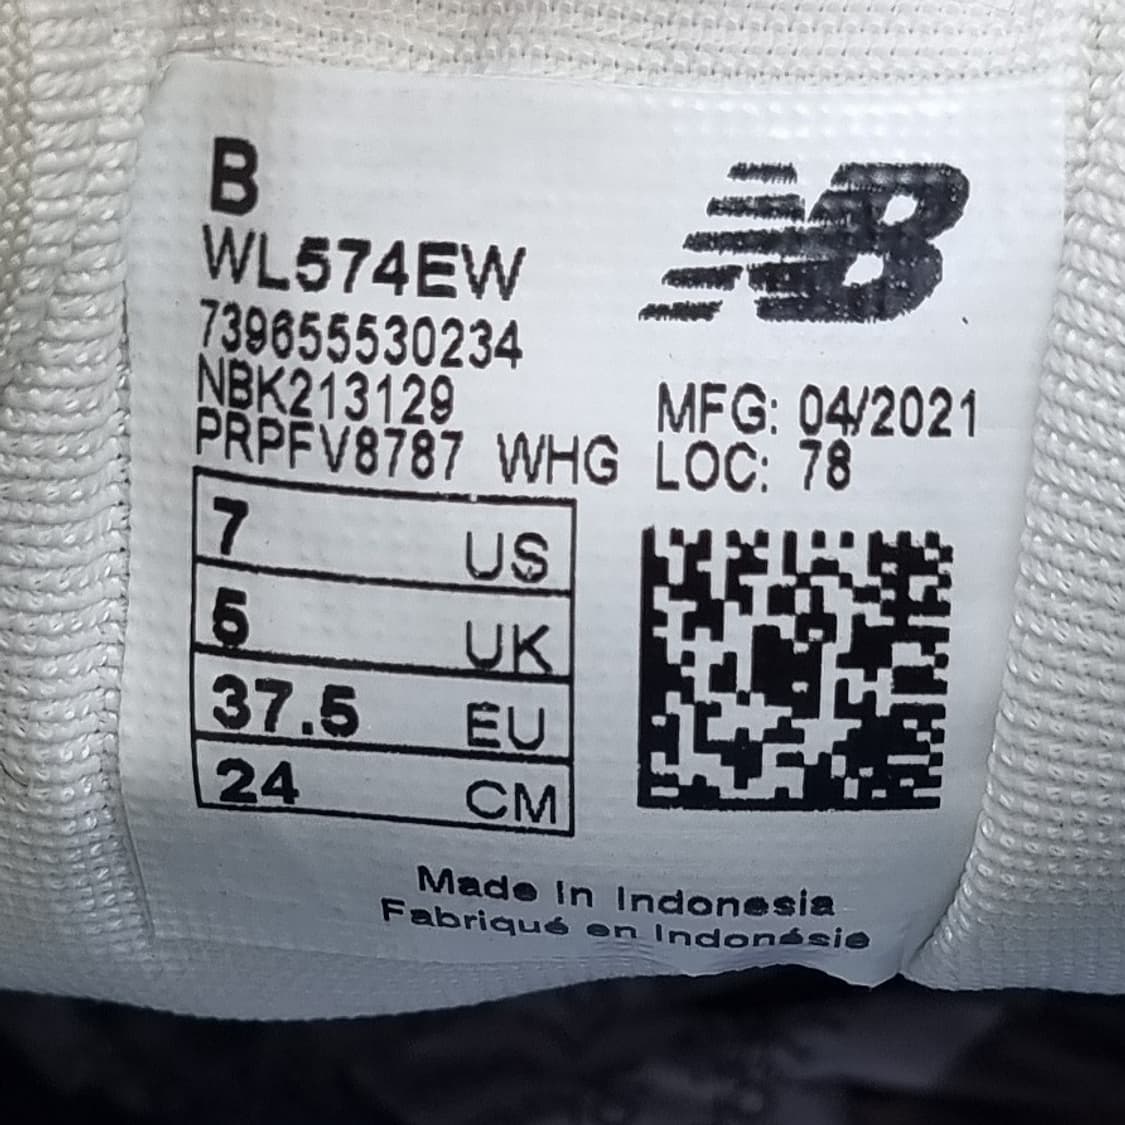 B
NB
WL574EW
739655530234
NBK213129
PRPFV8787 WHG
MFG: 04/2021
LOC: 78
7 US
5 UK
37.5 EU
24 CM
Made In Indonesia
Fabriqué en Indonésie